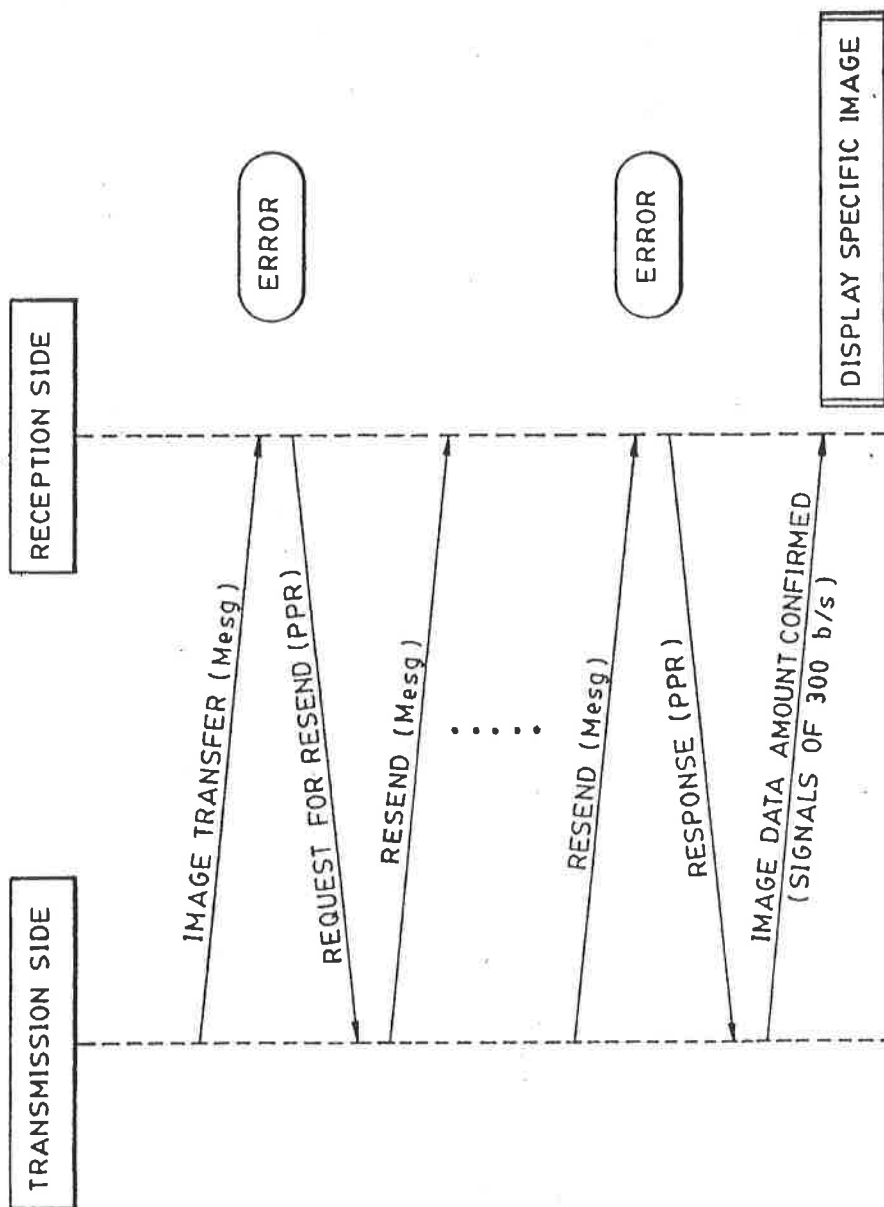 TRANSMISSION SIDE
RECEPTION SIDE
IMAGE TRANSFER (Mesg)
ERROR
REQUEST FOR RESEND (PPR)
RESEND (Mesg)
.....
RESEND (Mesg)
ERROR
RESPONSE (PPR)
IMAGE DATA AMOUNT CONFIRMED
(SIGNALS OF 300 b/s)
DISPLAY SPECIFIC IMAGE